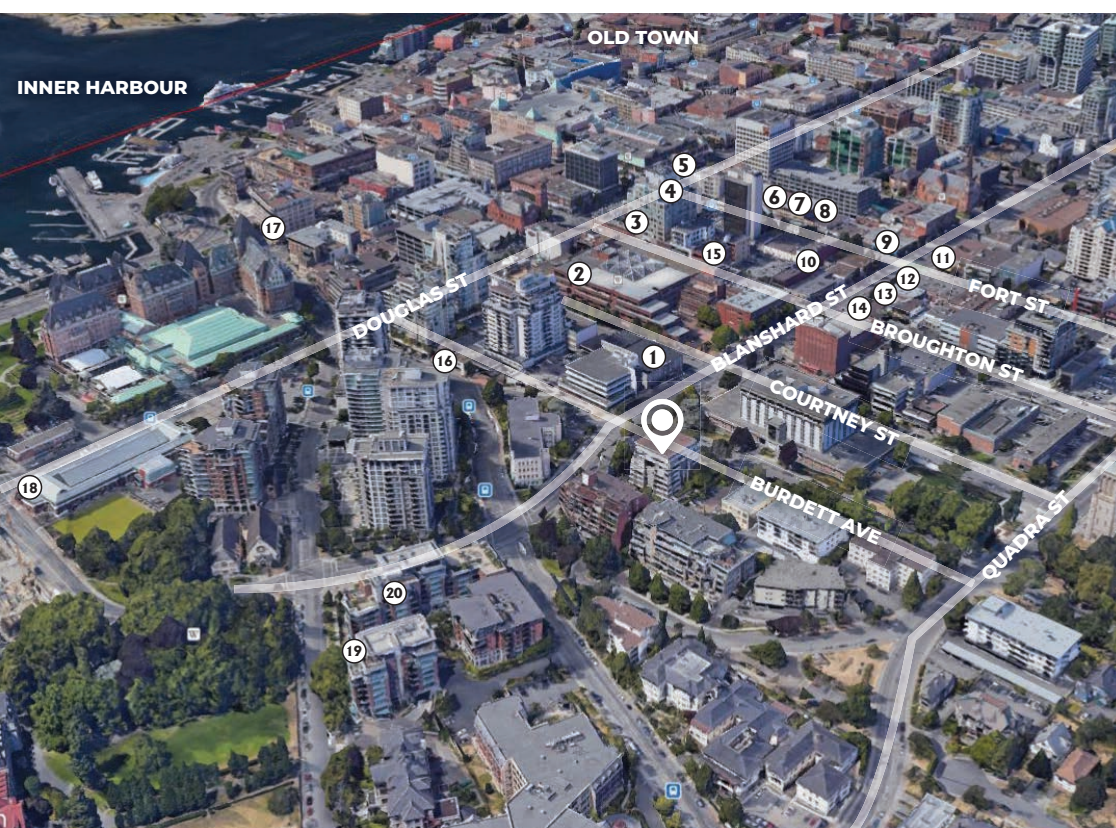 OLD TOWN
INNER HARBOUR
5
4
6
7
8
3
17
9
15
10
11
2
12
13
FORT ST
DOUGLAS ST
BLANSHARD ST
14
BROUGHTON ST
16
1
COURTNEY ST
18
BURDETT AVE
QUADRA ST
20
W
19